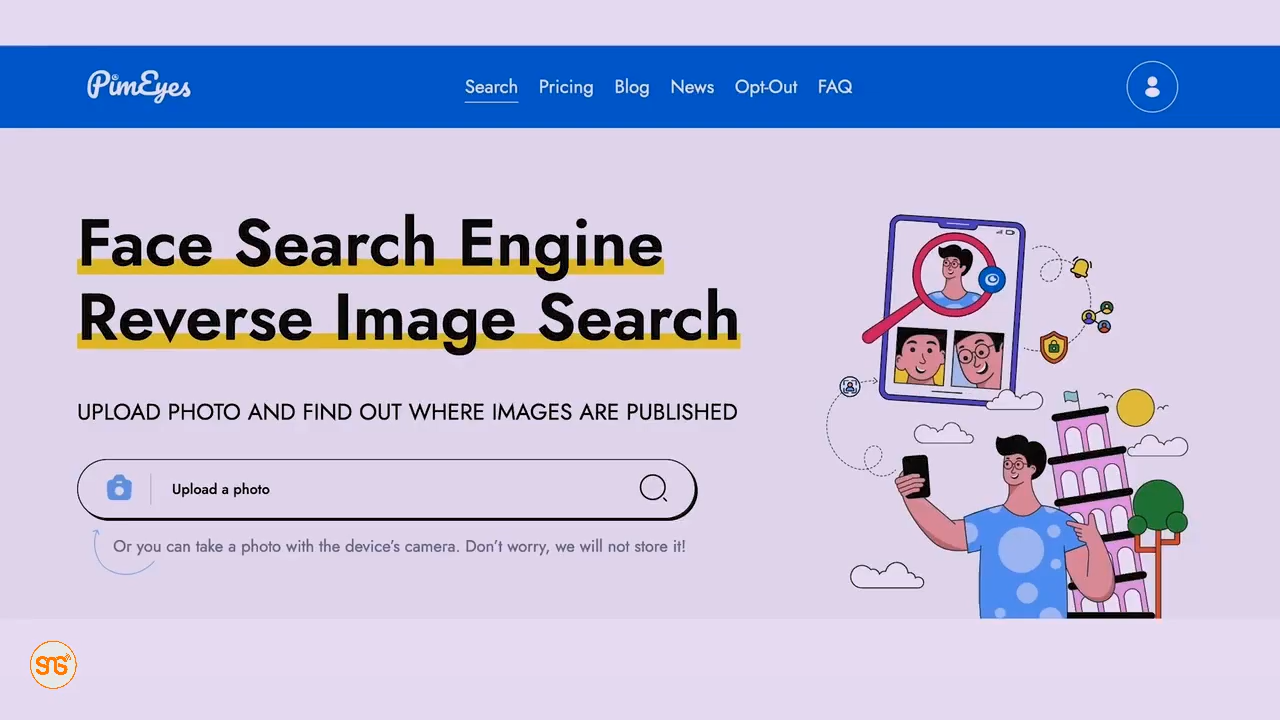 PimEyes
Search Pricing Blog News Opt-Out FAQ
Face Search Engine
Reverse Image Search
UPLOAD PHOTO AND FIND OUT WHERE IMAGES ARE PUBLISHED
Upload a photo
Or you can take a photo with the device's camera. Don't worry, we will not store it!
SNG